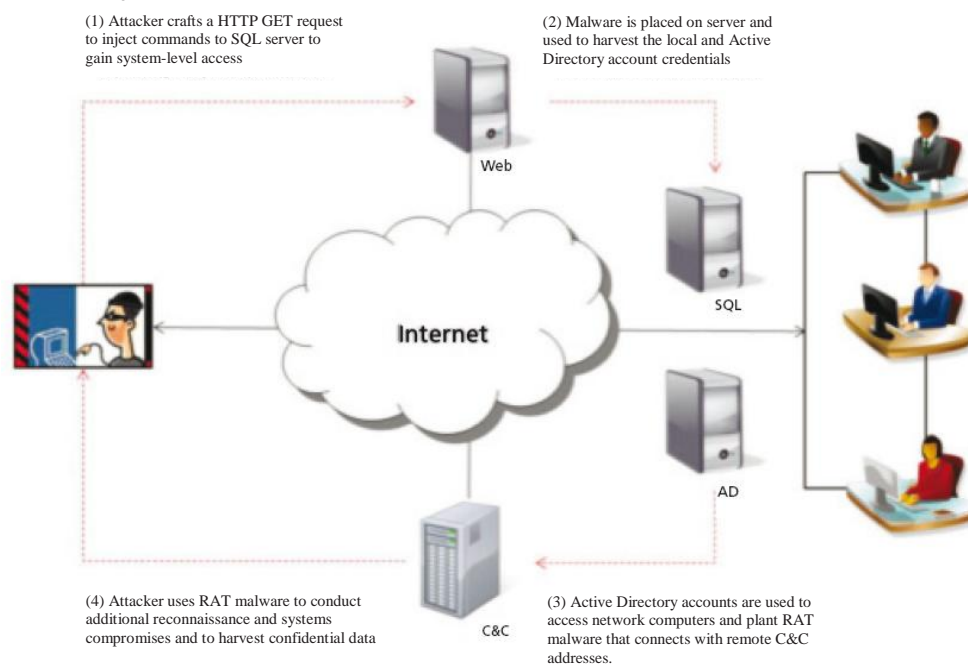 (1) Attacker crafts a HTTP GET request
to inject commands to SQL server to
gain system-level access
(2) Malware is placed on server and
used to harvest the local and Active
Directory account credentials
Web
SQL
Internet
AD
C&C
(4) Attacker uses RAT malware to conduct
additional reconnaissance and systems
compromises and to harvest confidential data
(3) Active Directory accounts are used to
access network computers and plant RAT
malware that connects with remote C&C
addresses.